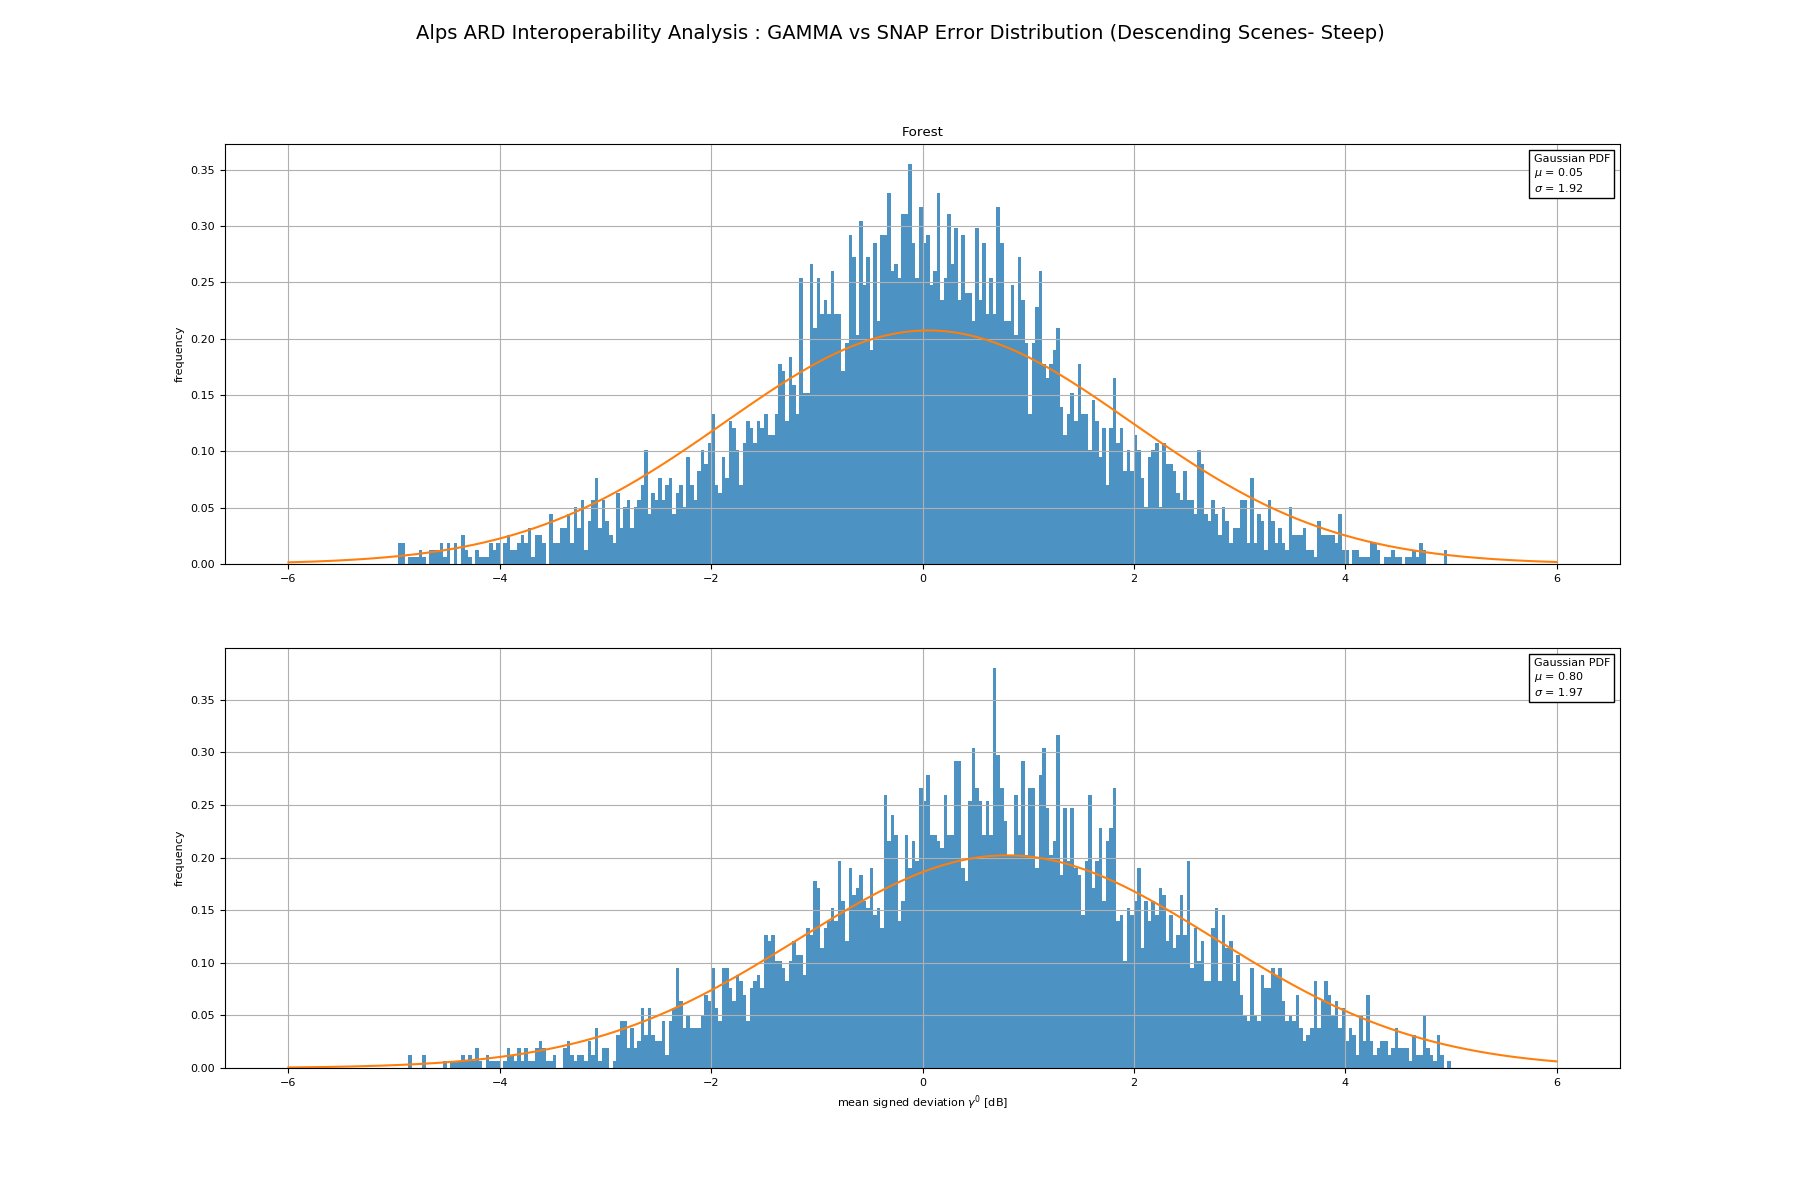 Alps ARD Interoperability Analysis : GAMMA vs SNAP Error Distribution (Descending Scenes- Steep)
Forest
Gaussian PDF
μ = 0.05
σ = 1.92
frequency
0.35
0.30
0.25
0.20
0.15
0.10
0.05
0.00
−6 −4 −2 0 2 4 6
Gaussian PDF
μ = 0.80
σ = 1.97
frequency
0.35
0.30
0.25
0.20
0.15
0.10
0.05
0.00
−6 −4 −2 0 2 4 6
mean signed deviation γ⁰ [dB]